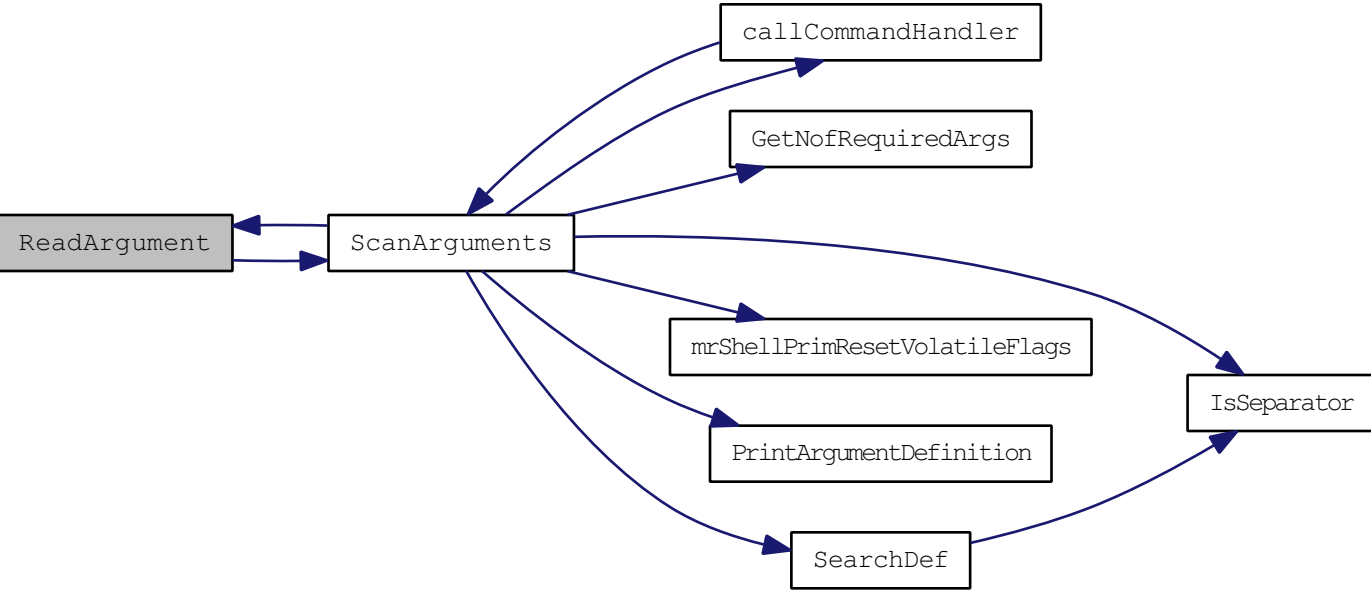 callCommandHandler
GetNofRequiredArgs
ReadArgument
ScanArguments
mrShellPrimResetVolatileFlags
IsSeparator
PrintArgumentDefinition
SearchDef